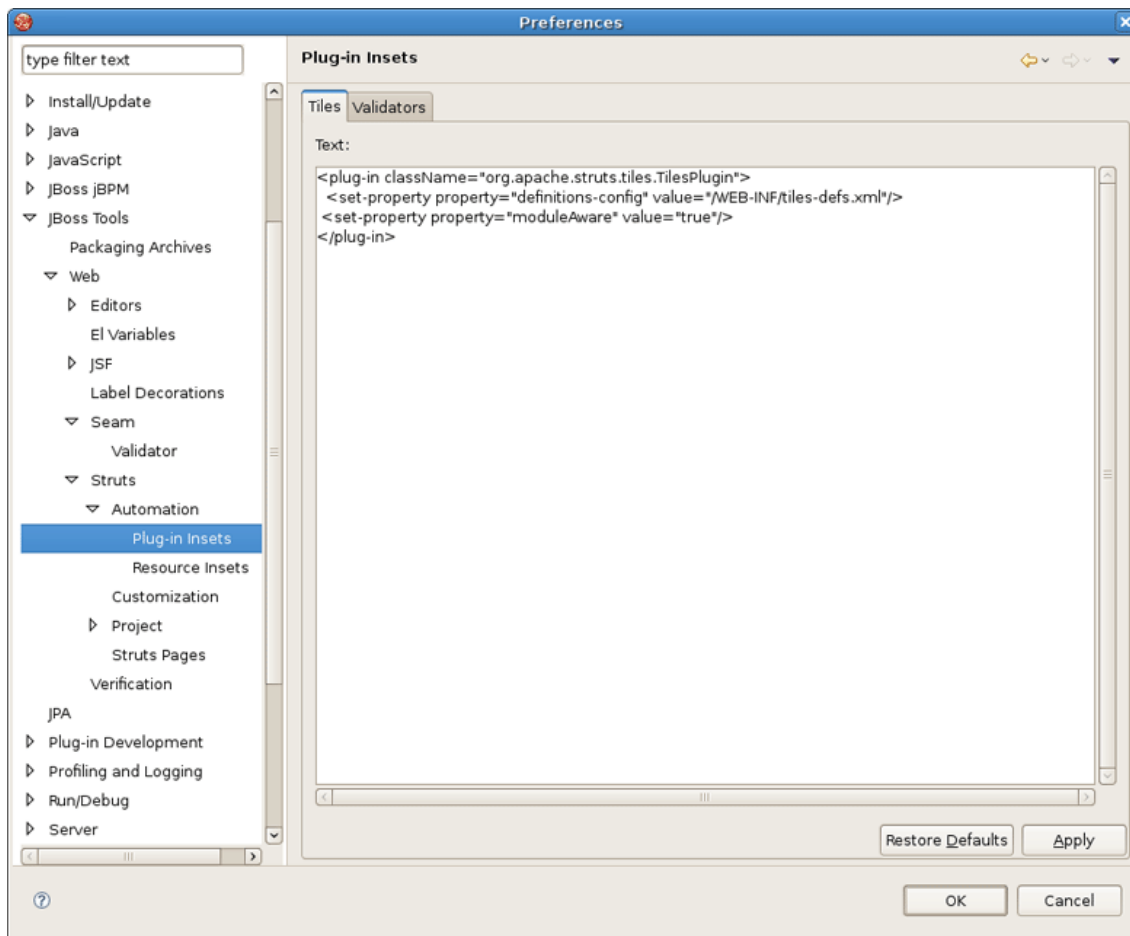 Preferences
type filter text
Install/Update
Java
JavaScript
JBoss jBPM
JBoss Tools
Packaging Archives
Web
Editors
El Variables
JSF
Label Decorations
Seam
Validator
Struts
Automation
Plug-in Insets
Resource Insets
Customization
Project
Struts Pages
Verification
JPA
Plug-in Development
Profiling and Logging
Run/Debug
Server
Plug-in Insets
Tiles Validators
Text:
<plug-in className="org.apache.struts.tiles.TilesPlugin">
<set-property property="definitions-config" value="/WEB-INF/tiles-defs.xml"/>
<set-property property="moduleAware" value="true"/>
</plug-in>
Restore Defaults Apply
? OK Cancel